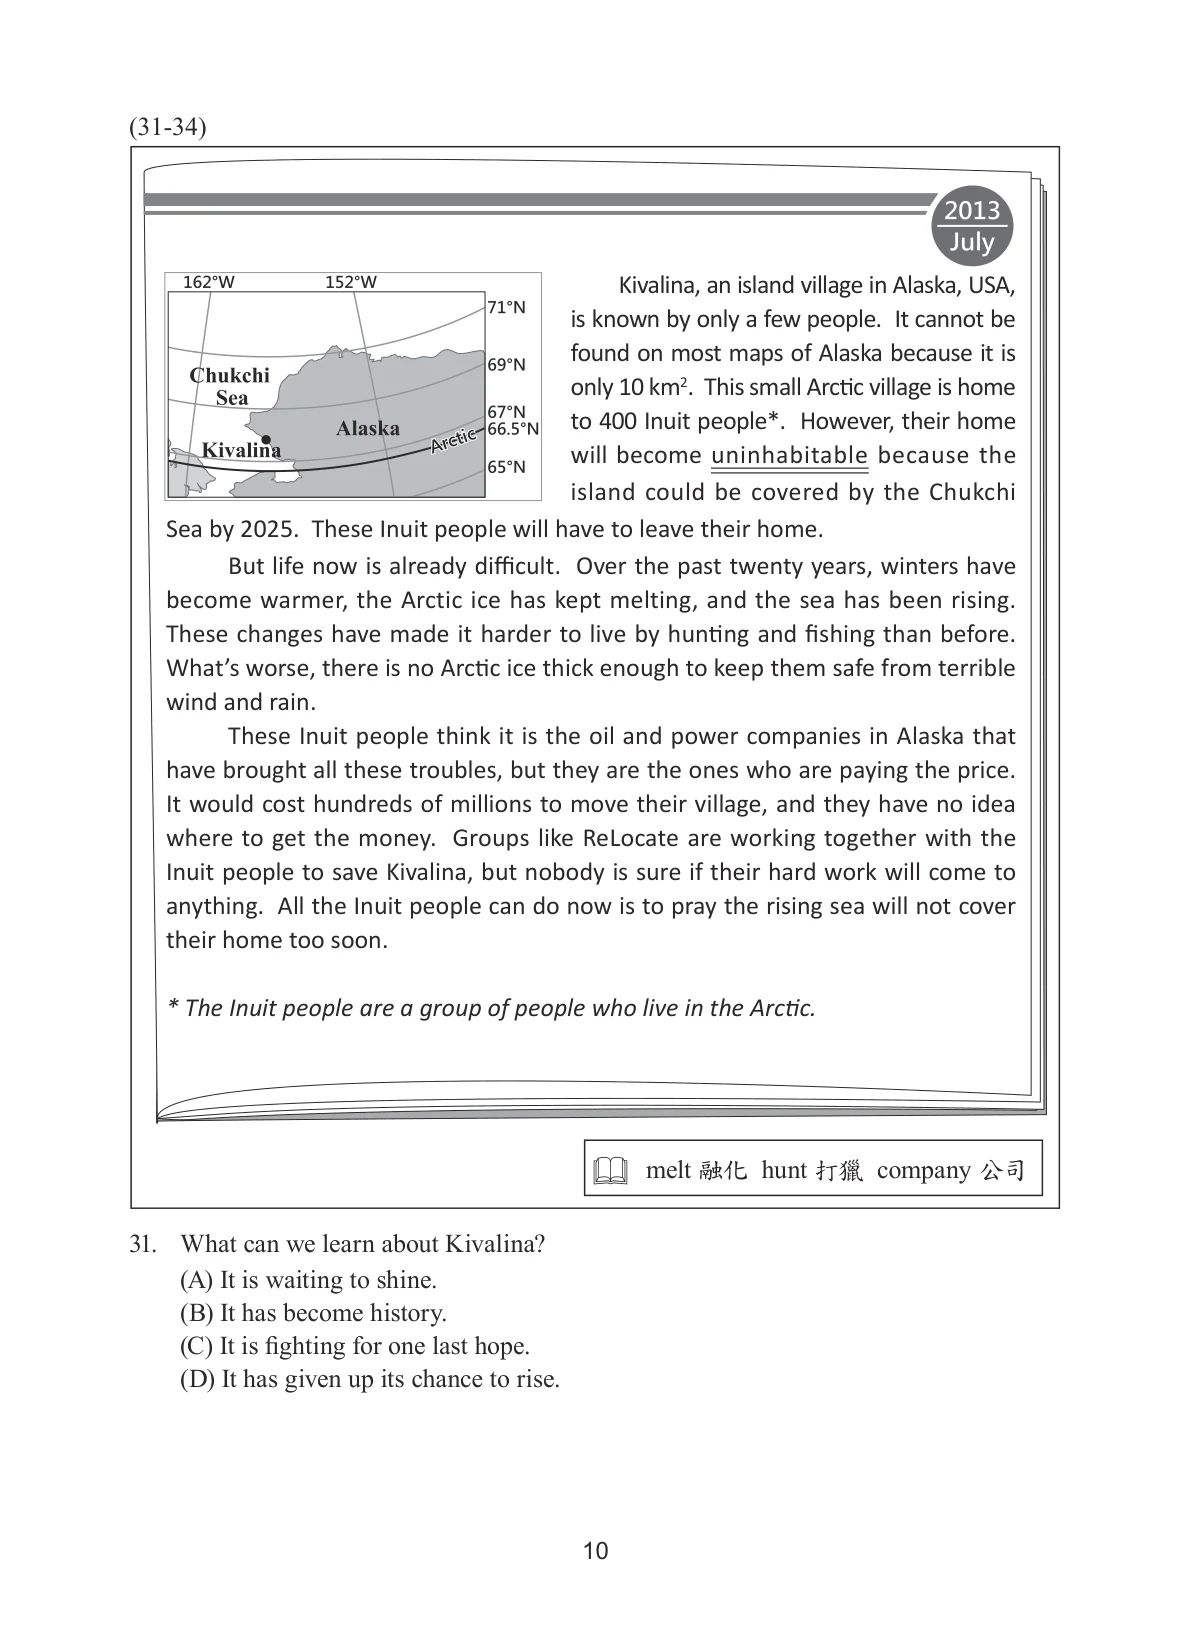 (31-34)
2013
July
162°W 152°W
71°N
69°N
67°N
66.5°N
65°N
Chukchi
Sea
Alaska
Arctic
Kivalina
Kivalina, an island village in Alaska, USA,
is known by only a few people. It cannot be
found on most maps of Alaska because it is
only 10 km². This small Arctic village is home
to 400 Inuit people*. However, their home
will become uninhabitable because the
island could be covered by the Chukchi
Sea by 2025. These Inuit people will have to leave their home.
But life now is already difficult. Over the past twenty years, winters have
become warmer, the Arctic ice has kept melting, and the sea has been rising.
These changes have made it harder to live by hunting and fishing than before.
What's worse, there is no Arctic ice thick enough to keep them safe from terrible
wind and rain.
These Inuit people think it is the oil and power companies in Alaska that
have brought all these troubles, but they are the ones who are paying the price.
It would cost hundreds of millions to move their village, and they have no idea
where to get the money. Groups like ReLocate are working together with the
Inuit people to save Kivalina, but nobody is sure if their hard work will come to
anything. All the Inuit people can do now is to pray the rising sea will not cover
their home too soon.
* The Inuit people are a group of people who live in the Arctic.
melt 融化 hunt 打獵 company 公司
31. What can we learn about Kivalina?
(A) It is waiting to shine.
(B) It has become history.
(C) It is fighting for one last hope.
(D) It has given up its chance to rise.
10